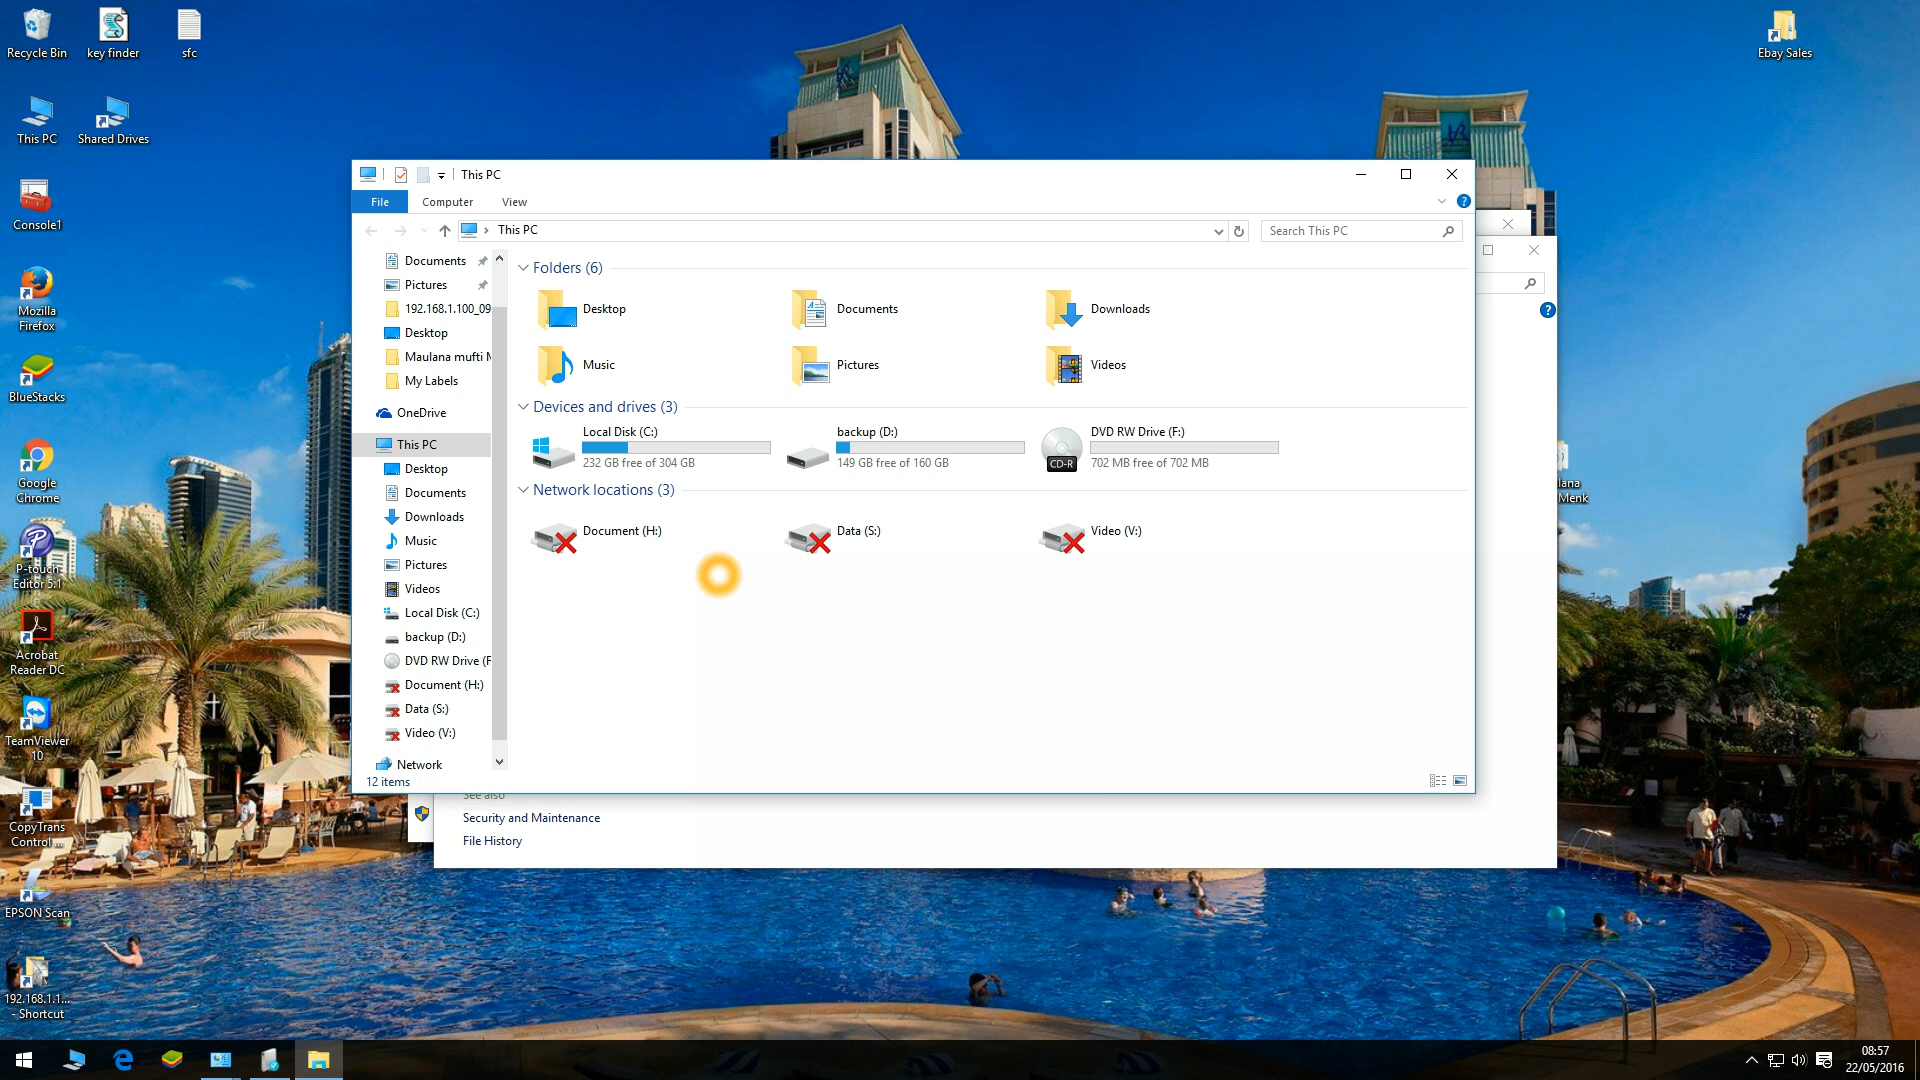 Recycle Bin
key finder
sfc
Ebay Sales
This PC
Shared Drives
Console1
Mozilla
Firefox
BlueStacks
Google
Chrome
P-touch
Editor 5.1
Acrobat
Reader DC
TeamViewer
10
CopyTrans
Control ...
EPSON Scan
192.168.1.1...
- Shortcut
This PC
File
Computer
View
?
This PC
Search This PC
Documents
Pictures
192.168.1.100_09
Desktop
Maulana mufti M
My Labels
OneDrive
This PC
Desktop
Documents
Downloads
Music
Pictures
Videos
Local Disk (C:)
backup (D:)
DVD RW Drive (F
Document (H:)
Data (S:)
Video (V:)
Network
12 items
Folders (6)
Desktop
Documents
Downloads
Music
Pictures
Videos
Devices and drives (3)
Local Disk (C:)
232 GB free of 304 GB
backup (D:)
149 GB free of 160 GB
CD-R
DVD RW Drive (F:)
702 MB free of 702 MB
Network locations (3)
Document (H:)
Data (S:)
Video (V:)
?
lana
Menk
See also
Security and Maintenance
File History
08:57
22/05/2016